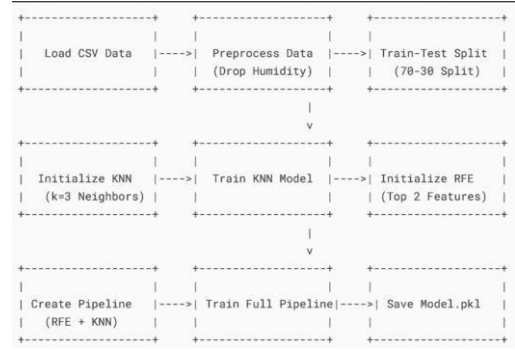 +-------------------+     +-------------------+     +-------------------+
|                   |     |                   |     |                   |
|   Load CSV Data   |---->|  Preprocess Data  |---->| Train-Test Split  |
|                   |     |  (Drop Humidity)  |     |   (70-30 Split)   |
+-------------------+     +-------------------+     +-------------------+
|
v
+-------------------+     +-------------------+     +-------------------+
|                   |     |                   |     |                   |
|  Initialize KNN   |---->|  Train KNN Model  |---->| Initialize RFE    |
|   (k=3 Neighbors) |     |                   |     | (Top 2 Features)  |
+-------------------+     +-------------------+     +-------------------+
|
v
+-------------------+     +-------------------+     +-------------------+
|                   |     |                   |     |                   |
| Create Pipeline   |---->| Train Full Pipeline|---->| Save Model.pkl   |
|   (RFE + KNN)     |     |                   |     |                   |
+-------------------+     +-------------------+     +-------------------+